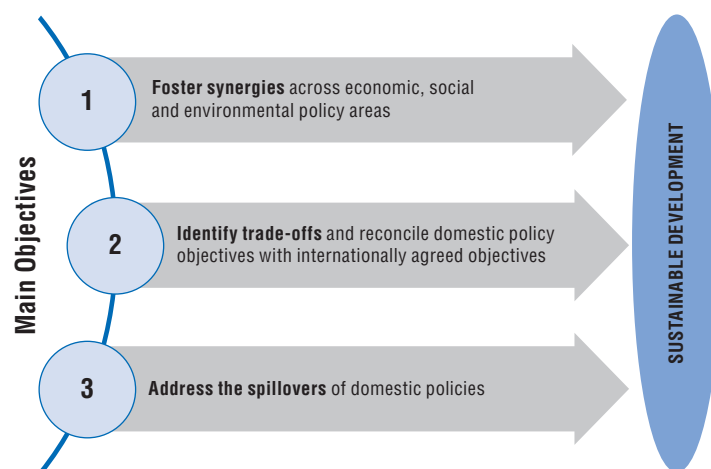 Main Objectives
1
Foster synergies across economic, social
and environmental policy areas
2
Identify trade-offs and reconcile domestic policy
objectives with internationally agreed objectives
3
Address the spillovers of domestic policies
SUSTAINABLE DEVELOPMENT